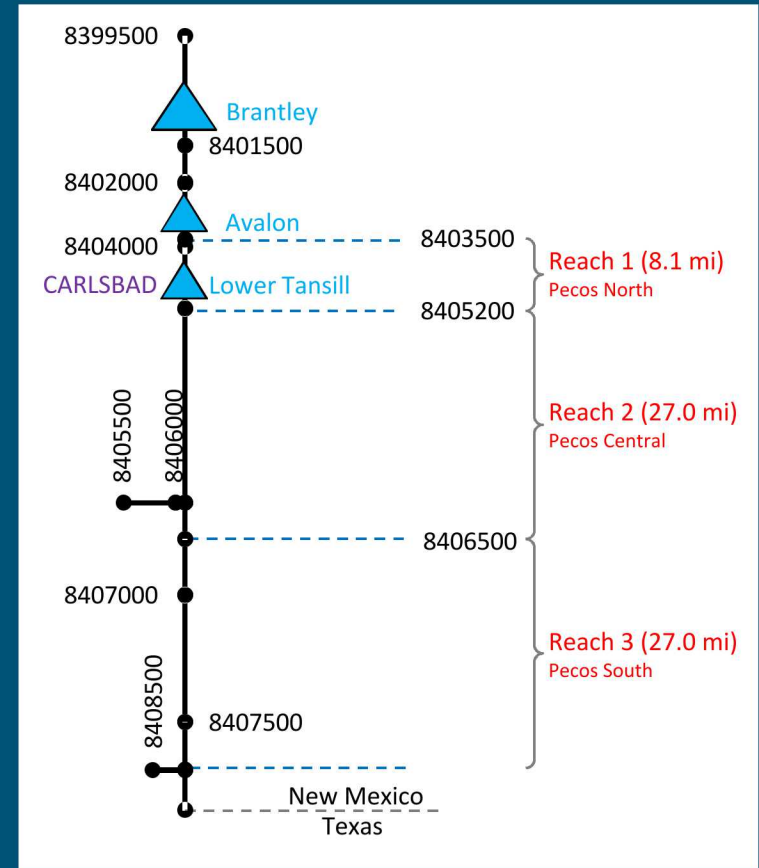 8399500
Brantley
8401500
8402000
Avalon
8403500
8404000
Reach 1 (8.1 mi)
Pecos North
CARLSBAD
Lower Tansill
8405200
8405500
8406000
Reach 2 (27.0 mi)
Pecos Central
8406500
8407000
Reach 3 (27.0 mi)
Pecos South
8408500
8407500
New Mexico
Texas